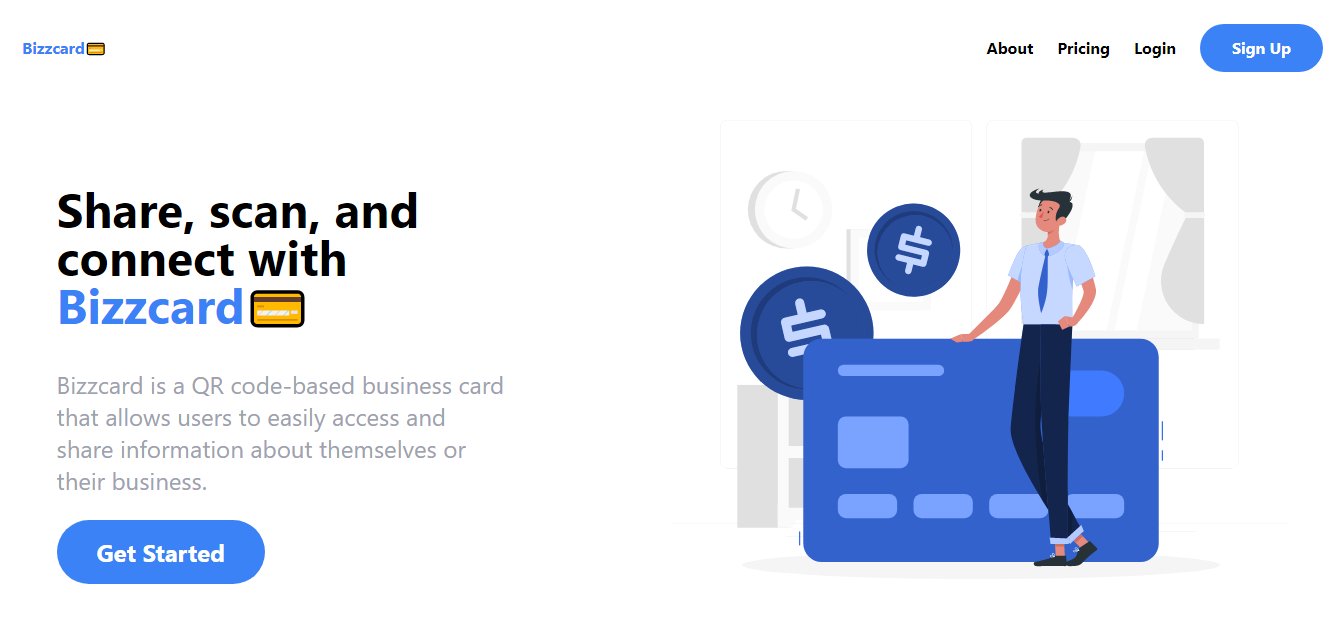 Bizzcard💳
About
Pricing
Login
Sign Up
Share, scan, and
connect with
Bizzcard💳
Bizzcard is a QR code-based business card
that allows users to easily access and
share information about themselves or
their business.
Get Started